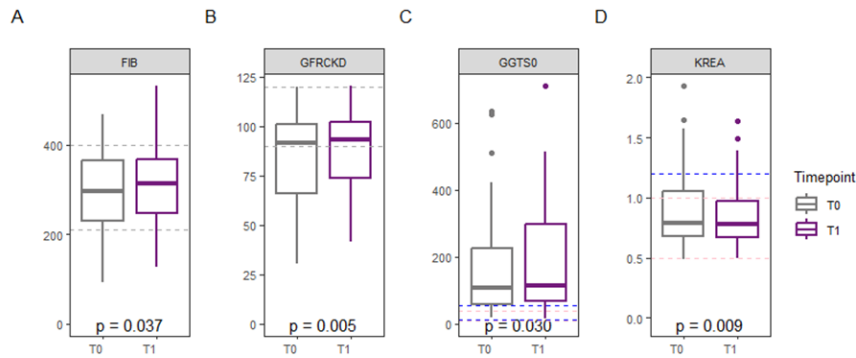 A
B
C
D
FIB
GFRCKD
GGTS0
KREA
400
200
0
p = 0.037
T0
T1
125
100
75
50
25
0
p = 0.005
T0
T1
600
400
200
0
p = 0.030
T0
T1
2.0
1.5
1.0
0.5
0.0
p = 0.009
T0
T1
Timepoint
T0
T1